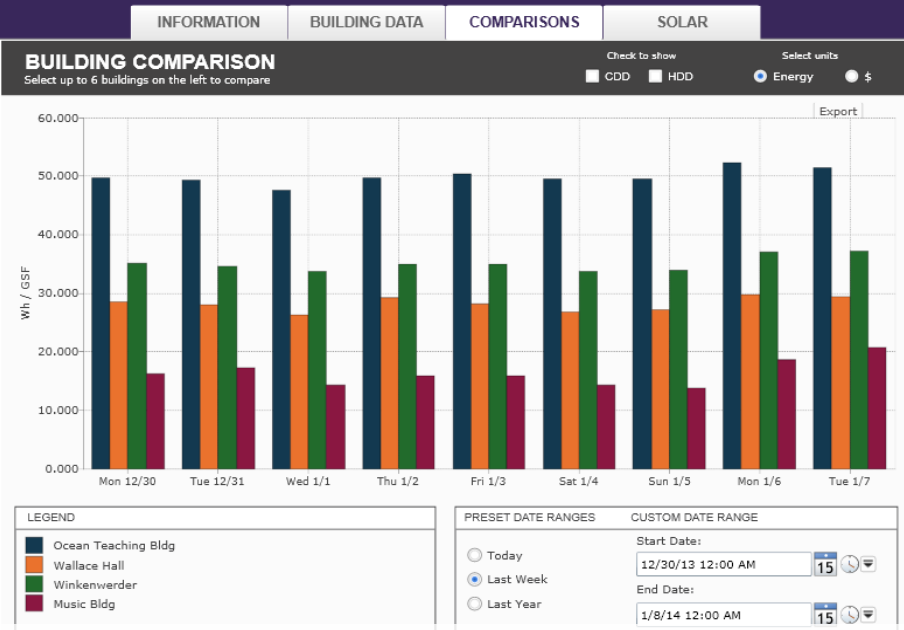 INFORMATION BUILDING DATA COMPARISONS SOLAR
BUILDING COMPARISON
Select up to 6 buildings on the left to compare
Check to show
CDD HDD
Select units
Energy $
Export
60.000
50.000
40.000
30.000
20.000
10.000
0.000
Wh / GSF
Mon 12/30 Tue 12/31 Wed 1/1 Thu 1/2 Fri 1/3 Sat 1/4 Sun 1/5 Mon 1/6 Tue 1/7
LEGEND
Ocean Teaching Bldg
Wallace Hall
Winkenwerder
Music Bldg
PRESET DATE RANGES
Today
Last Week
Last Year
CUSTOM DATE RANGE
Start Date:
12/30/13 12:00 AM 15
End Date:
1/8/14 12:00 AM 15